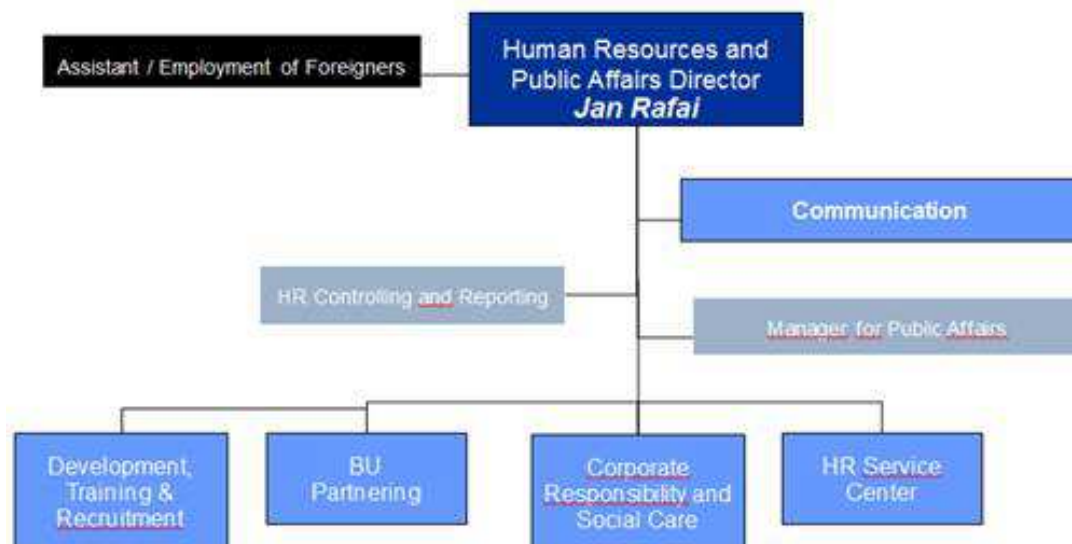 Assistant / Employment of Foreigners
Human Resources and
Public Affairs Director
Jan Rafaj
Communication
HR Controlling and Reporting
Manager for Public Affairs
Development,
Training &
Recruitment
BU
Partnering
Corporate
Responsibility and
Social Care
HR Service
Center